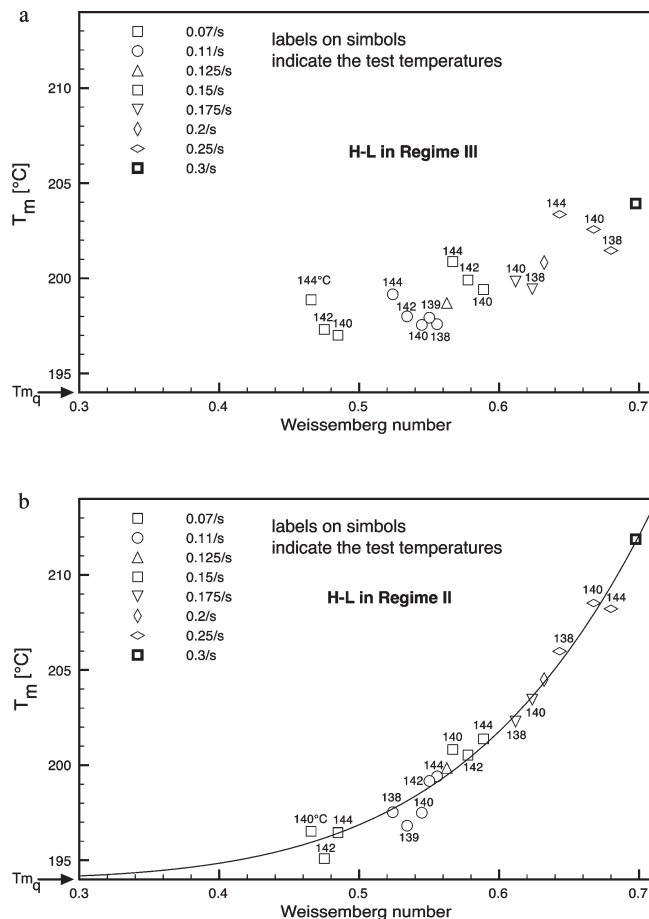 a
0.07/s
0.11/s
0.125/s
0.15/s
0.175/s
0.2/s
0.25/s
0.3/s
labels on simbols
indicate the test temperatures
H-L in Regime III
Tm [°C]
210
205
200
195
Tmq
144°C
142
140
144
142
140
139
138
144
142
140
140
138
144
140
138
0.3
0.4
0.5
0.6
0.7
Weissemberg number
b
0.07/s
0.11/s
0.125/s
0.15/s
0.175/s
0.2/s
0.25/s
0.3/s
labels on simbols
indicate the test temperatures
H-L in Regime II
Tm [°C]
210
205
200
195
Tmq
140°C
142
144
138
139
140
142
144
140
142
144
138
140
138
140
144
0.3
0.4
0.5
0.6
0.7
Weissemberg number